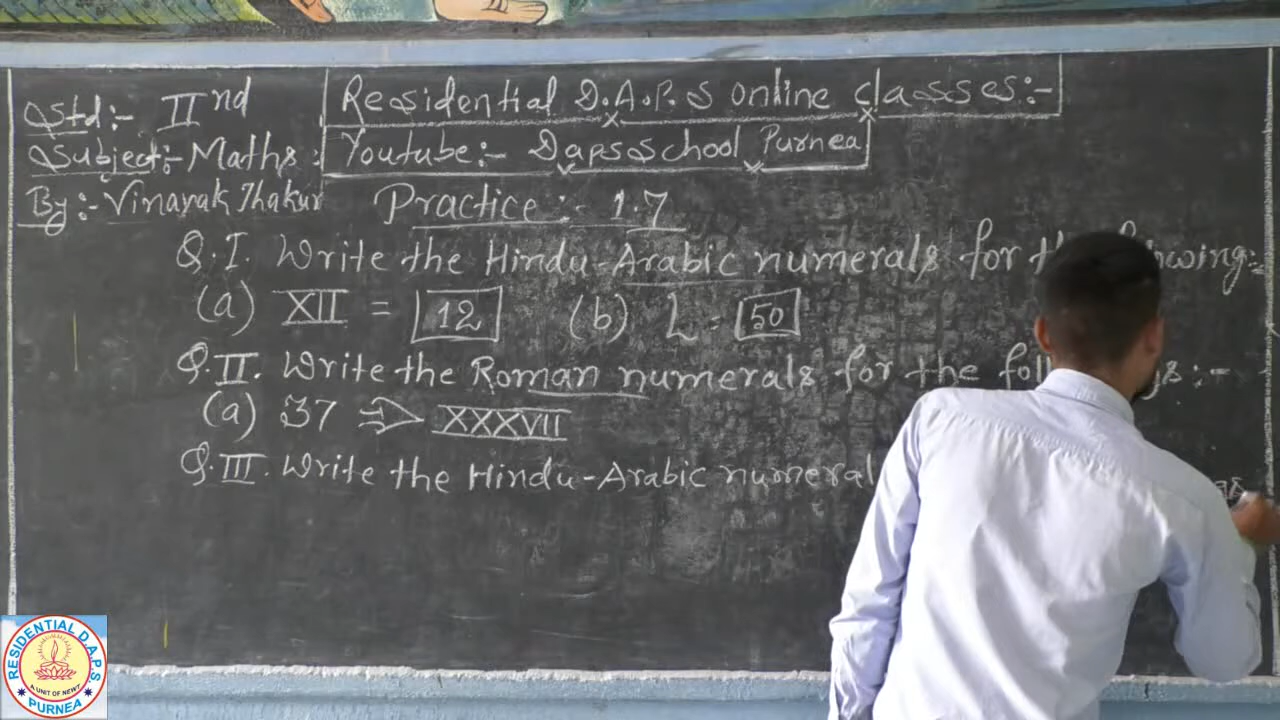 Std:- IInd
Residential D.A.P.S online classes:-
Subject:- Maths:
Youtube:- Dapsschool Purnea
By:- Vinayak Thakur
Practice:- 1.7
Q.I. Write the Hindu-Arabic numerals for
(a) XII = 12 (b) L = 50
Q.II. Write the Roman numerals for the
(a) 37 ⇒ XXXVII
Q.III. Write the Hindu-Arabic numeral
RESIDENTIAL D.A.P.S
A UNIT OF NEWT
PURNEA